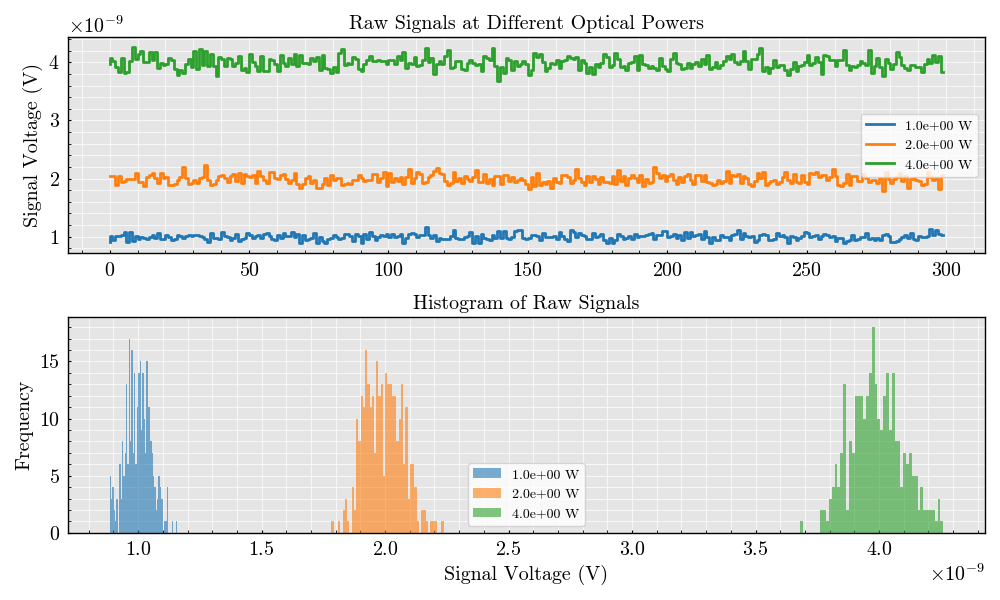 Raw Signals at Different Optical Powers
×10⁻⁹
Signal Voltage (V)
4
3
2
1
0 50 100 150 200 250 300
1.0e+00 W
2.0e+00 W
4.0e+00 W
Histogram of Raw Signals
Frequency
15
10
5
0
1.0 1.5 2.0 2.5 3.0 3.5 4.0
1.0e+00 W
2.0e+00 W
4.0e+00 W
Signal Voltage (V)
×10⁻⁹